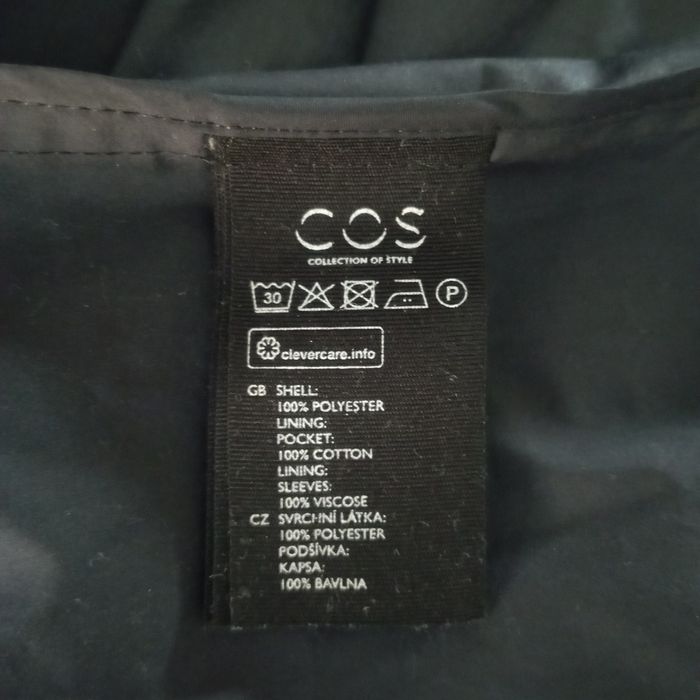 COS
COLLECTION OF STYLE
30 P
clevercare.info
GB SHELL:
100% POLYESTER
LINING:
POCKET:
100% COTTON
LINING:
SLEEVES:
100% VISCOSE
CZ SVRCHNÍ LÁTKA:
100% POLYESTER
PODŠÍVKA:
KAPSA:
100% BAVLNA